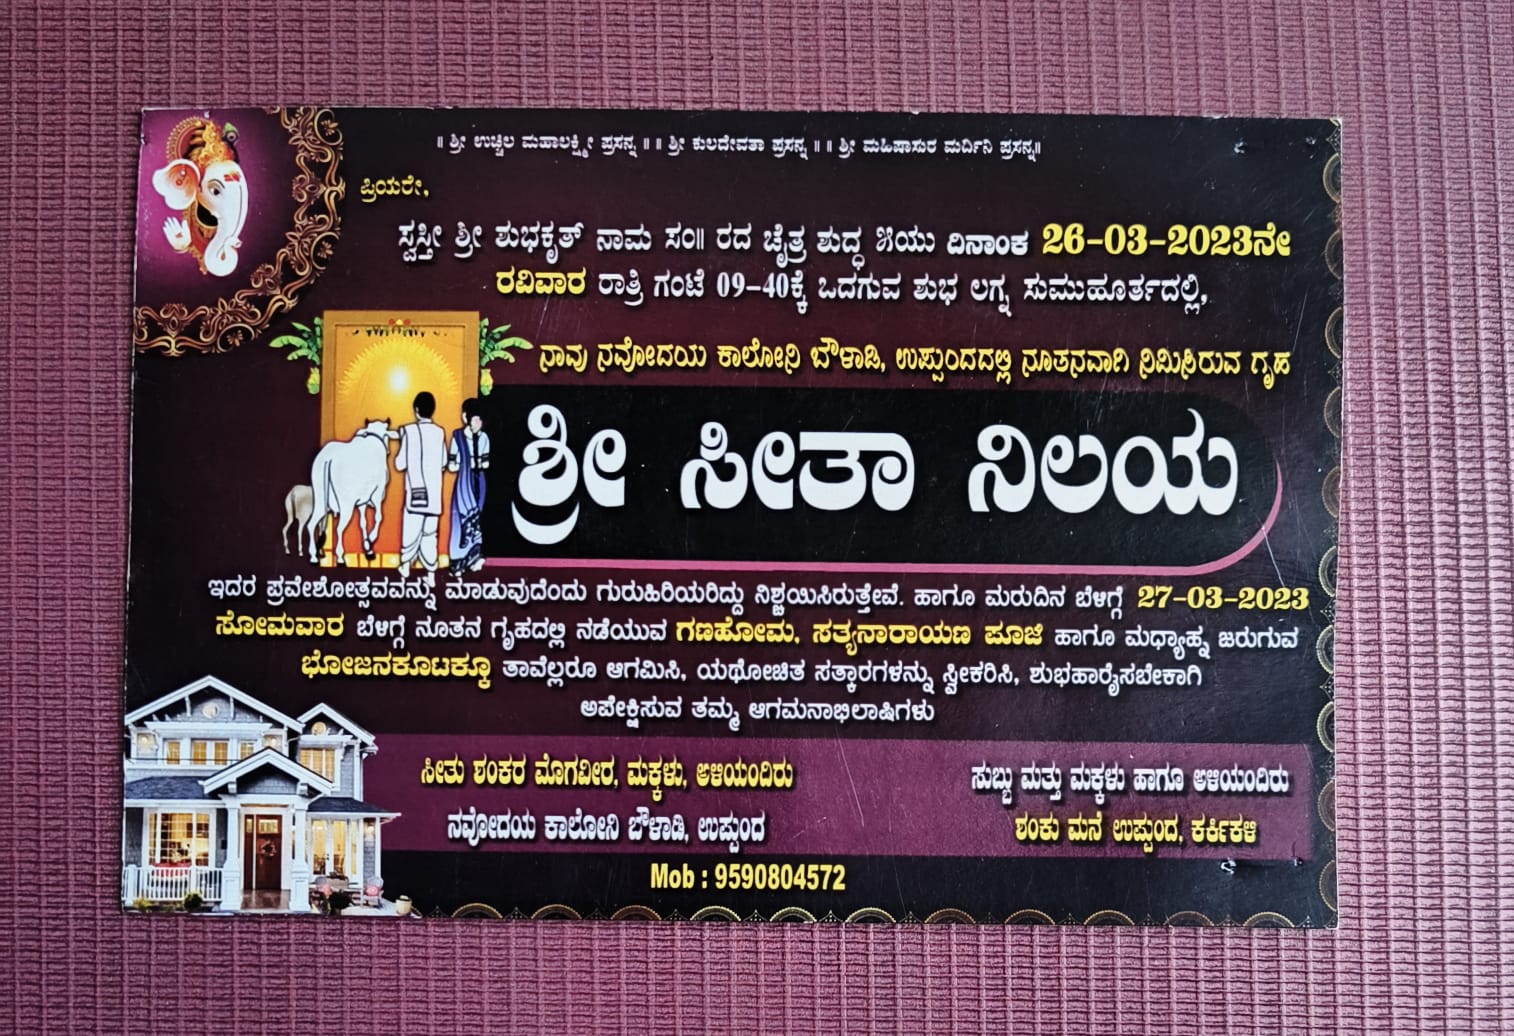 ॥ ಶ್ರೀ ಉಚ್ಚಿಲ ಮಹಾಲಕ್ಷ್ಮೀ ಪ್ರಸನ್ನ ॥ ॥ ಶ್ರೀ ಕುಲದೇವತಾ ಪ್ರಸನ್ನ ॥ ॥ ಶ್ರೀ ಮಹಿಷಾಸುರ ಮರ್ದಿನಿ ಪ್ರಸನ್ನ॥
ಪ್ರಿಯರೇ,
ಸ್ವಸ್ತೀ ಶ್ರೀ ಶುಭಕೃತ್ ನಾಮ ಸಂ॥ ರದ ಚೈತ್ರ ಶುದ್ಧ ೫ಯು ದಿನಾಂಕ 26-03-2023ನೇ
ರವಿವಾರ ರಾತ್ರಿ ಗಂಟೆ 09-40ಕ್ಕೆ ಒದಗುವ ಶುಭ ಲಗ್ನ ಸುಮುಹೂರ್ತದಲ್ಲಿ,
ನಾವು ನವೋದಯ ಕಾಲೋನಿ ಬೌಳಾಡಿ, ಉಪ್ಪುಂದದಲ್ಲಿ ನೂತನವಾಗಿ ನಿರ್ಮಿಸಿರುವ ಗೃಹ
ಶ್ರೀ ಸೀತಾ ನಿಲಯ
ಇದರ ಪ್ರವೇಶೋತ್ಸವವನ್ನು ಮಾಡುವುದೆಂದು ಗುರುಹಿರಿಯರಿದ್ದು ನಿಶ್ಚಯಿಸಿರುತ್ತೇವೆ. ಹಾಗೂ ಮರುದಿನ ಬೆಳಿಗ್ಗೆ 27-03-2023
ಸೋಮವಾರ ಬೆಳಿಗ್ಗೆ ನೂತನ ಗೃಹದಲ್ಲಿ ನಡೆಯುವ ಗಣಹೋಮ, ಸತ್ಯನಾರಾಯಣ ಪೂಜೆ ಹಾಗೂ ಮಧ್ಯಾಹ್ನ ಜರುಗುವ
ಭೋಜನಕೂಟಕ್ಕೂ ತಾವೆಲ್ಲರೂ ಆಗಮಿಸಿ, ಯಥೋಚಿತ ಸತ್ಕಾರಗಳನ್ನು ಸ್ವೀಕರಿಸಿ, ಶುಭಹಾರೈಸಬೇಕಾಗಿ
ಅಪೇಕ್ಷಿಸುವ ತಮ್ಮ ಆಗಮನಾಭಿಲಾಷಿಗಳು
ಸೀತು ಶಂಕರ ಮೊಗವೀರ, ಮಕ್ಕಳು, ಅಳಿಯಂದಿರು
ನವೋದಯ ಕಾಲೋನಿ ಬೌಳಾಡಿ, ಉಪ್ಪುಂದ
ಸುಬ್ಬು ಮತ್ತು ಮಕ್ಕಳು ಹಾಗೂ ಅಳಿಯಂದಿರು
ಶಂಕು ಮನೆ ಉಪ್ಪುಂದ, ಕರ್ಕಿಕಳಿ
Mob : 9590804572